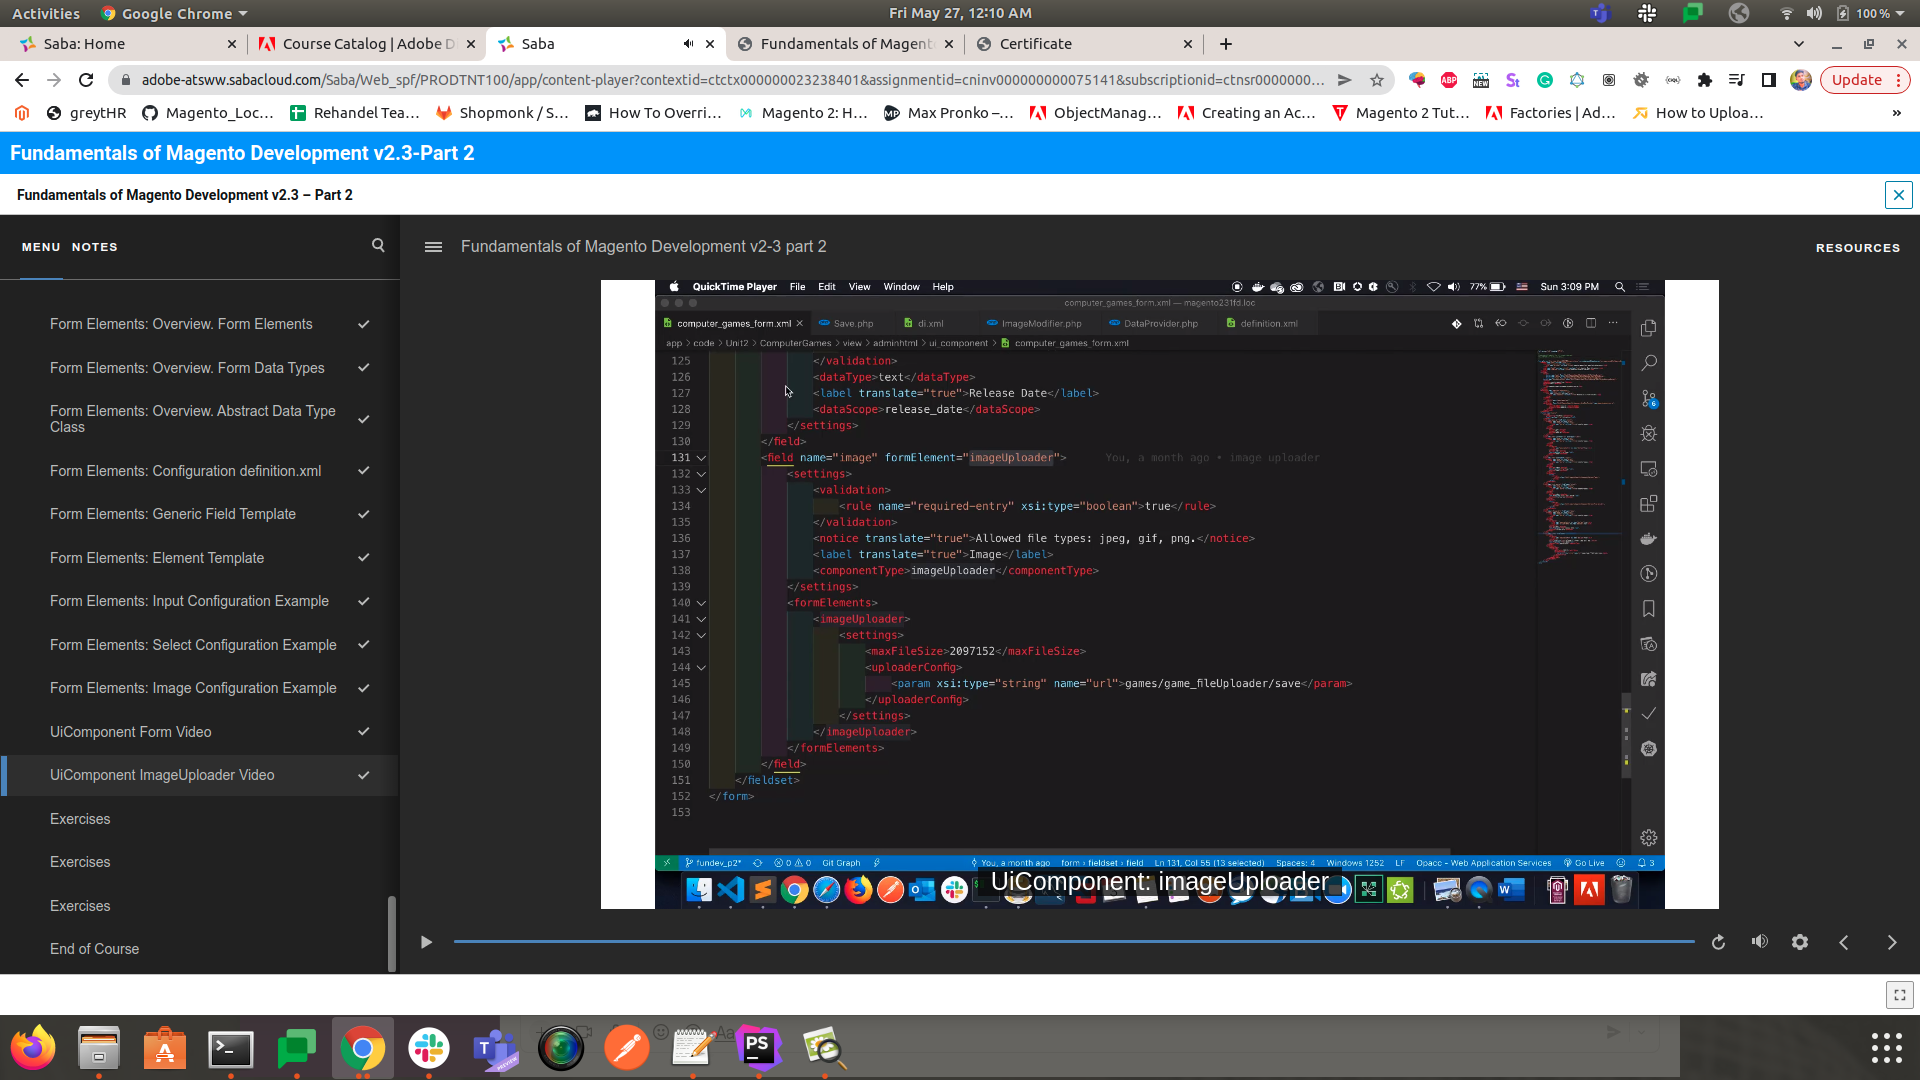 Activities Google Chrome Fri May 27, 12:10 AM 100 %
Saba: Home Course Catalog | Adobe D Saba Fundamentals of Magent Certificate
adobe-atsww.sabacloud.com/Saba/Web_spf/PRODTNT100/app/content-player?contextid=ctctx000000023238401&assignmentid=cninv000000000075141&subscriptionid=ctnsr0000000... ABP NEW St Update
greytHR Magento_Loc... Rehandel Tea... Shopmonk / S... How To Overri... Magento 2: H... Max Pronko –... ObjectManag... Creating an Ac... Magento 2 Tut... Factories | Ad... How to Uploa... »
Fundamentals of Magento Development v2.3-Part 2
Fundamentals of Magento Development v2.3 – Part 2
MENU NOTES
Fundamentals of Magento Development v2-3 part 2
RESOURCES
Form Elements: Overview. Form Elements
Form Elements: Overview. Form Data Types
Form Elements: Overview. Abstract Data Type
Class
Form Elements: Configuration definition.xml
Form Elements: Generic Field Template
Form Elements: Element Template
Form Elements: Input Configuration Example
Form Elements: Select Configuration Example
Form Elements: Image Configuration Example
UiComponent Form Video
UiComponent ImageUploader Video
Exercises
Exercises
Exercises
End of Course
QuickTime Player File Edit View Window Help 77% Sun 3:09 PM
computer_games_form.xml — magento231fd.loc
computer_games_form.xml Save.php di.xml ImageModifier.php DataProvider.php definition.xml
app > code > Unit2 > ComputerGames > view > adminhtml > ui_component > computer_games_form.xml
125 </validation>
126 <dataType>text</dataType>
127 <label translate="true">Release Date</label>
128 <dataScope>release_date</dataScope>
129 </settings>
130 </field>
131 <field name="image" formElement="imageUploader"> You, a month ago • image uploader
132 <settings>
133 <validation>
134 <rule name="required-entry" xsi:type="boolean">true</rule>
135 </validation>
136 <notice translate="true">Allowed file types: jpeg, gif, png.</notice>
137 <label translate="true">Image</label>
138 <componentType>imageUploader</componentType>
139 </settings>
140 <formElements>
141 <imageUploader>
142 <settings>
143 <maxFileSize>2097152</maxFileSize>
144 <uploaderConfig>
145 <param xsi:type="string" name="url">games/game_fileUploader/save</param>
146 </uploaderConfig>
147 </settings>
148 </imageUploader>
149 </formElements>
150 </field>
151 </fieldset>
152 </form>
153
fundev_p2* 0 0 Git Graph You, a month ago form > fieldset > field Ln 131, Col 55 (13 selected) Spaces: 4 Windows 1252 LF Opacc - Web Application Services Go Live 3
UiComponent: imageUploader
PS